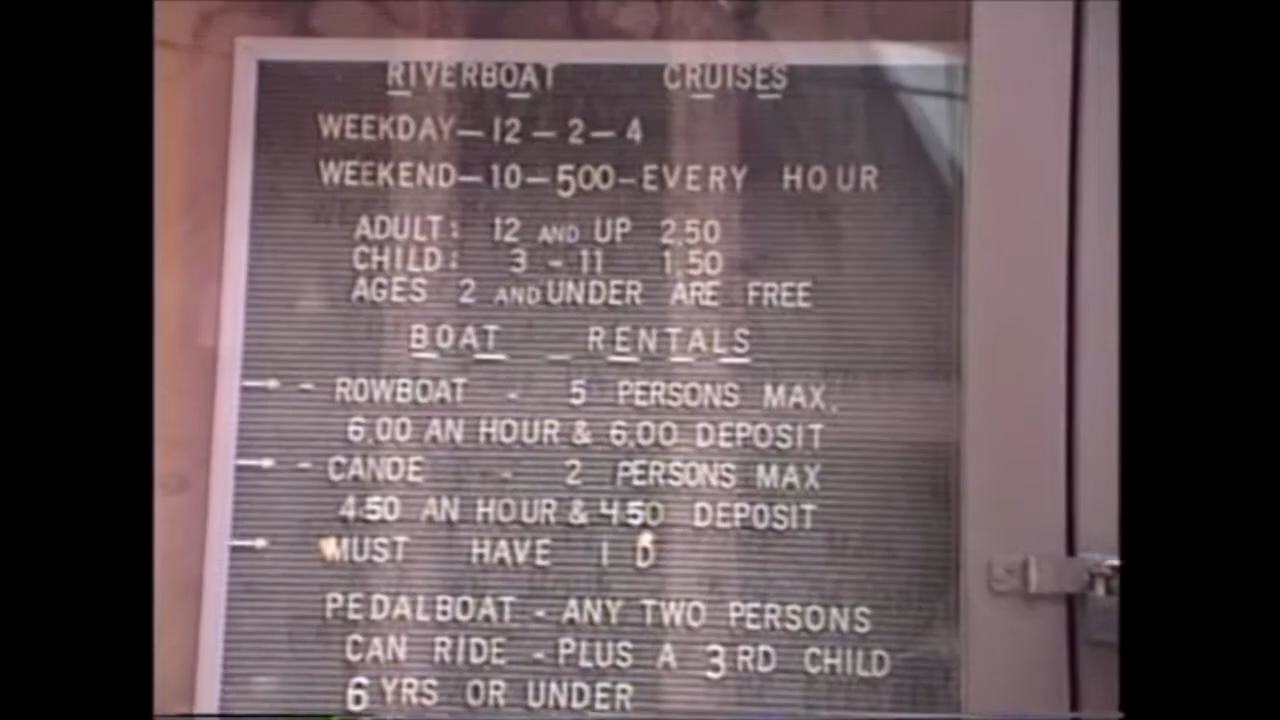 RIVERBOAT CRUISES
WEEKDAY-12-2-4
WEEKEND-10-500-EVERY HOUR
ADULT: 12 AND UP 2.50
CHILD: 3 - 11 1.50
AGES 2 AND UNDER ARE FREE
BOAT RENTALS
- ROWBOAT - 5 PERSONS MAX.
6.00 AN HOUR & 6.00 DEPOSIT
- CANOE - 2 PERSONS MAX
4.50 AN HOUR & 4.50 DEPOSIT
MUST HAVE I D
PEDALBOAT - ANY TWO PERSONS
CAN RIDE - PLUS A 3RD CHILD
6 YRS OR UNDER